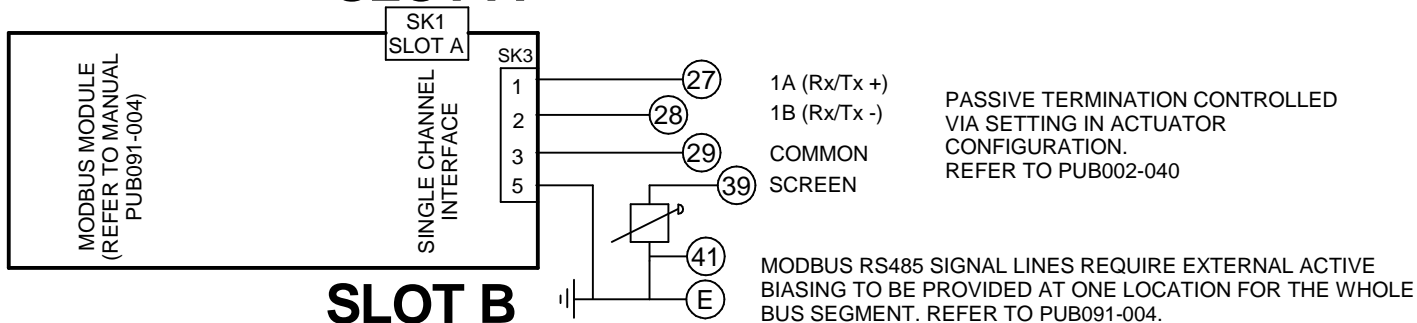 SK1
SLOT A
SK3
MODBUS MODULE
(REFER TO MANUAL
PUB091-004)
SINGLE CHANNEL
INTERFACE
1
2
3
5
27
28
29
39
41
E
1A (Rx/Tx +)
1B (Rx/Tx -)
COMMON
SCREEN
PASSIVE TERMINATION CONTROLLED
VIA SETTING IN ACTUATOR
CONFIGURATION.
REFER TO PUB002-040
MODBUS RS485 SIGNAL LINES REQUIRE EXTERNAL ACTIVE
BIASING TO BE PROVIDED AT ONE LOCATION FOR THE WHOLE
BUS SEGMENT. REFER TO PUB091-004.
SLOT B